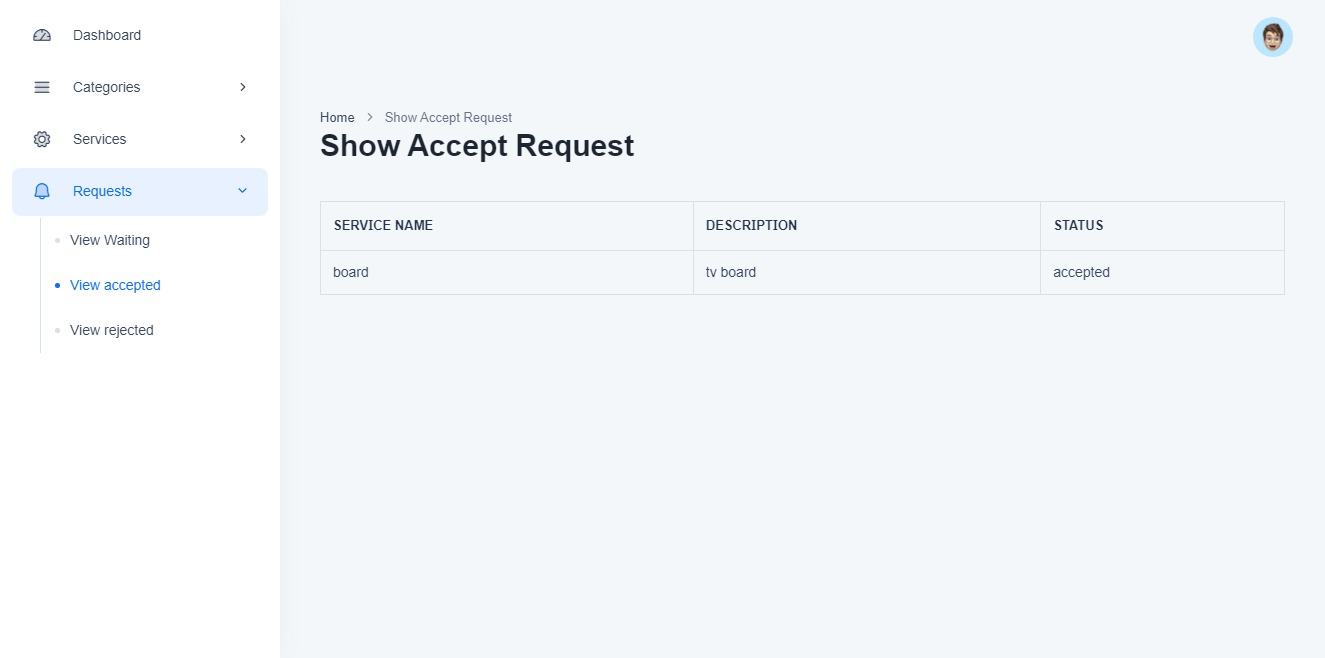 Dashboard
Categories
Services
Requests
View Waiting
View accepted
View rejected
Home > Show Accept Request
Show Accept Request
SERVICE NAME DESCRIPTION STATUS
board tv board accepted